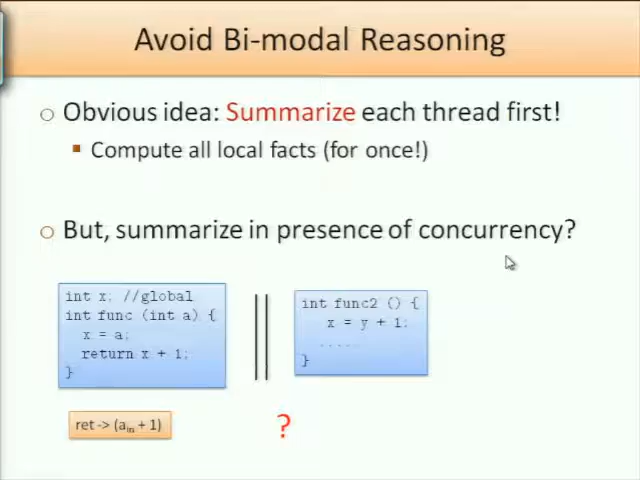 Avoid Bi-modal Reasoning
Obvious idea: Summarize each thread first!
Compute all local facts (for once!)
But, summarize in presence of concurrency?
int x; //global
int func (int a) {
x = a;
return x + 1;
}
int func2 () {
x = y + 1;
....
}
ret -> (a_in + 1)
?